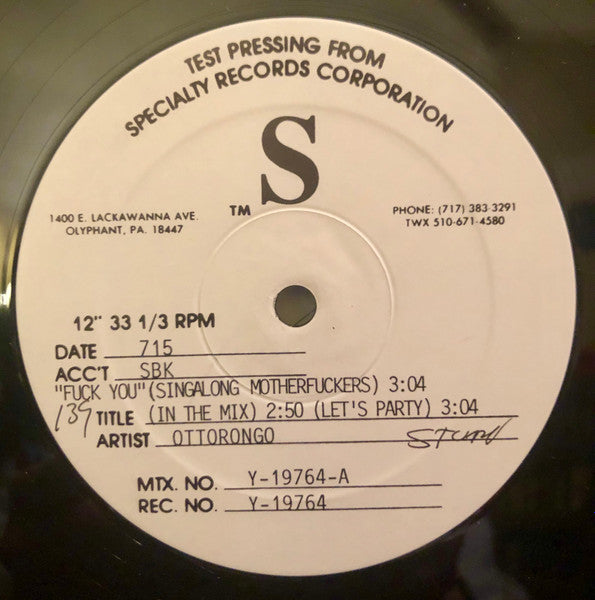 TEST PRESSING FROM
SPECIALTY RECORDS CORPORATION
S
TM
1400 E. LACKAWANNA AVE.
OLYPHANT, PA. 18447
PHONE: (717) 383-3291
TWX 510-671-4580
12" 33 1/3 RPM
DATE 715
ACC'T SBK
"FUCK YOU"(SINGALONG MOTHERFUCKERS) 3:04
139 TITLE (IN THE MIX) 2:50 (LET'S PARTY) 3:04
ARTIST OTTORONGO
MTX. NO. Y-19764-A
REC. NO. Y-19764